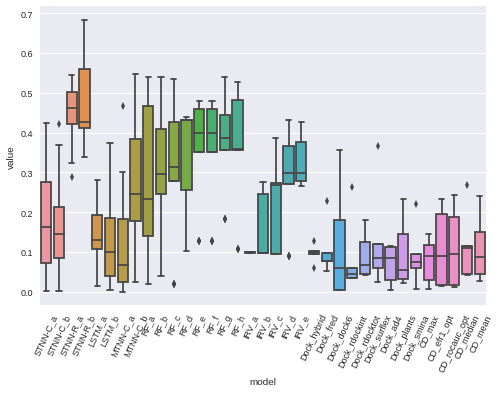 0.7
0.6
0.5
0.4
0.3
0.2
0.1
0.0
value
STNN-C_a
STNN-C_b
STNN-R_a
STNN-R_b
LSTM_a
LSTM_b
MTNN-C_a
MTNN-C_b
RF_a
RF_b
RF_c
RF_d
RF_e
RF_f
RF_g
RF_h
IRV_a
IRV_b
IRV_c
IRV_d
IRV_e
Dock_hybrid
Dock_fred
Dock_dock6
Dock_rdockint
Dock_rdocktot
Dock_surflex
Dock_ad4
Dock_plants
Dock_smina
CD_max
CD_efr1_opt
CD_rocauc_opt
CD_median
CD_mean
model